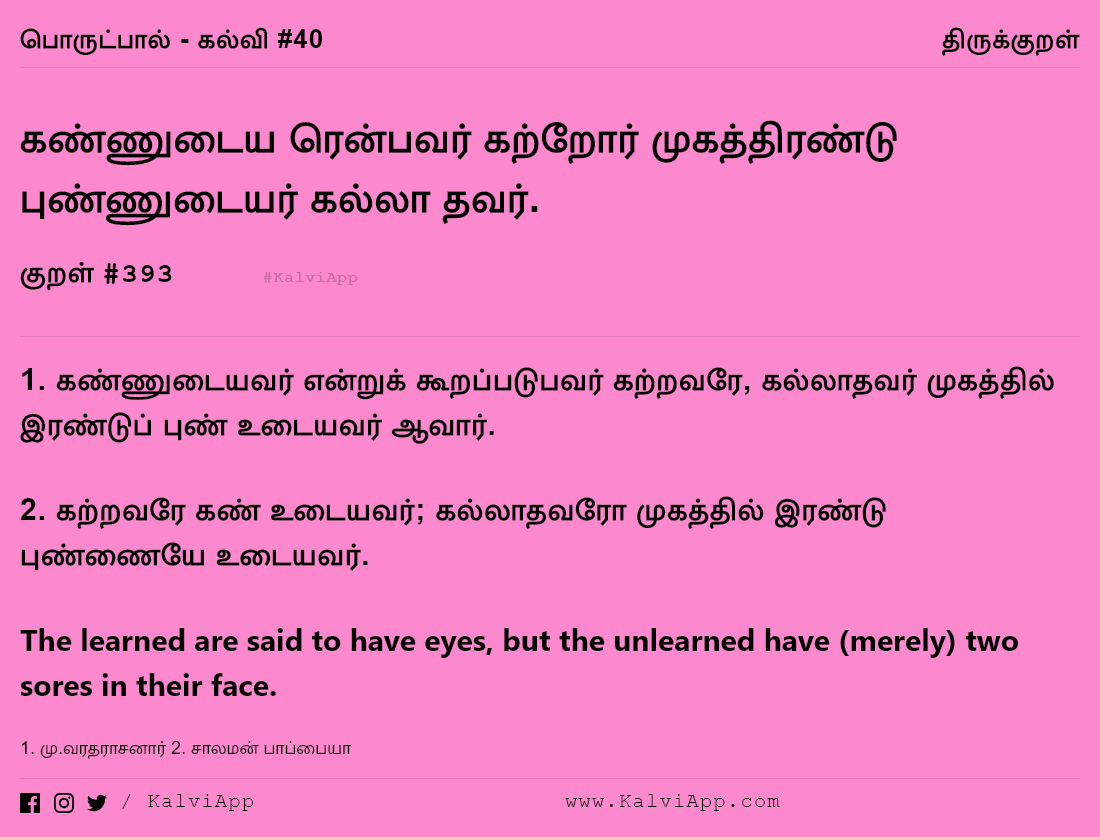 பொருட்பால் - கல்வி #40
திருக்குறள்
கண்ணுடைய ரென்பவர் கற்றோர் முகத்திரண்டு
புண்ணுடையர் கல்லா தவர்.
குறள் #393
#KalviApp
1. கண்ணுடையவர் என்றுக் கூறப்படுபவர் கற்றவரே, கல்லாதவர் முகத்தில்
இரண்டுப் புண் உடையவர் ஆவார்.
2. கற்றவரே கண் உடையவர்; கல்லாதவரோ முகத்தில் இரண்டு
புண்ணையே உடையவர்.
The learned are said to have eyes, but the unlearned have (merely) two
sores in their face.
1. மு.வரதராசனார் 2. சாலமன் பாப்பையா
/ KalviApp
www.KalviApp.com